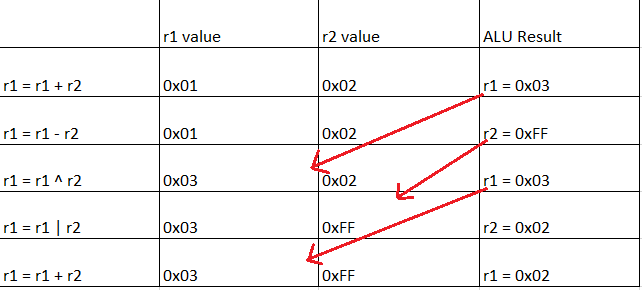 r1 value r2 value ALU Result
r1 = r1 + r2 0x01 0x02 r1 = 0x03
r1 = r1 - r2 0x01 0x02 r2 = 0xFF
r1 = r1 ^ r2 0x03 0x02 r1 = 0x03
r1 = r1 | r2 0x03 0xFF r2 = 0x02
r1 = r1 + r2 0x03 0xFF r1 = 0x02